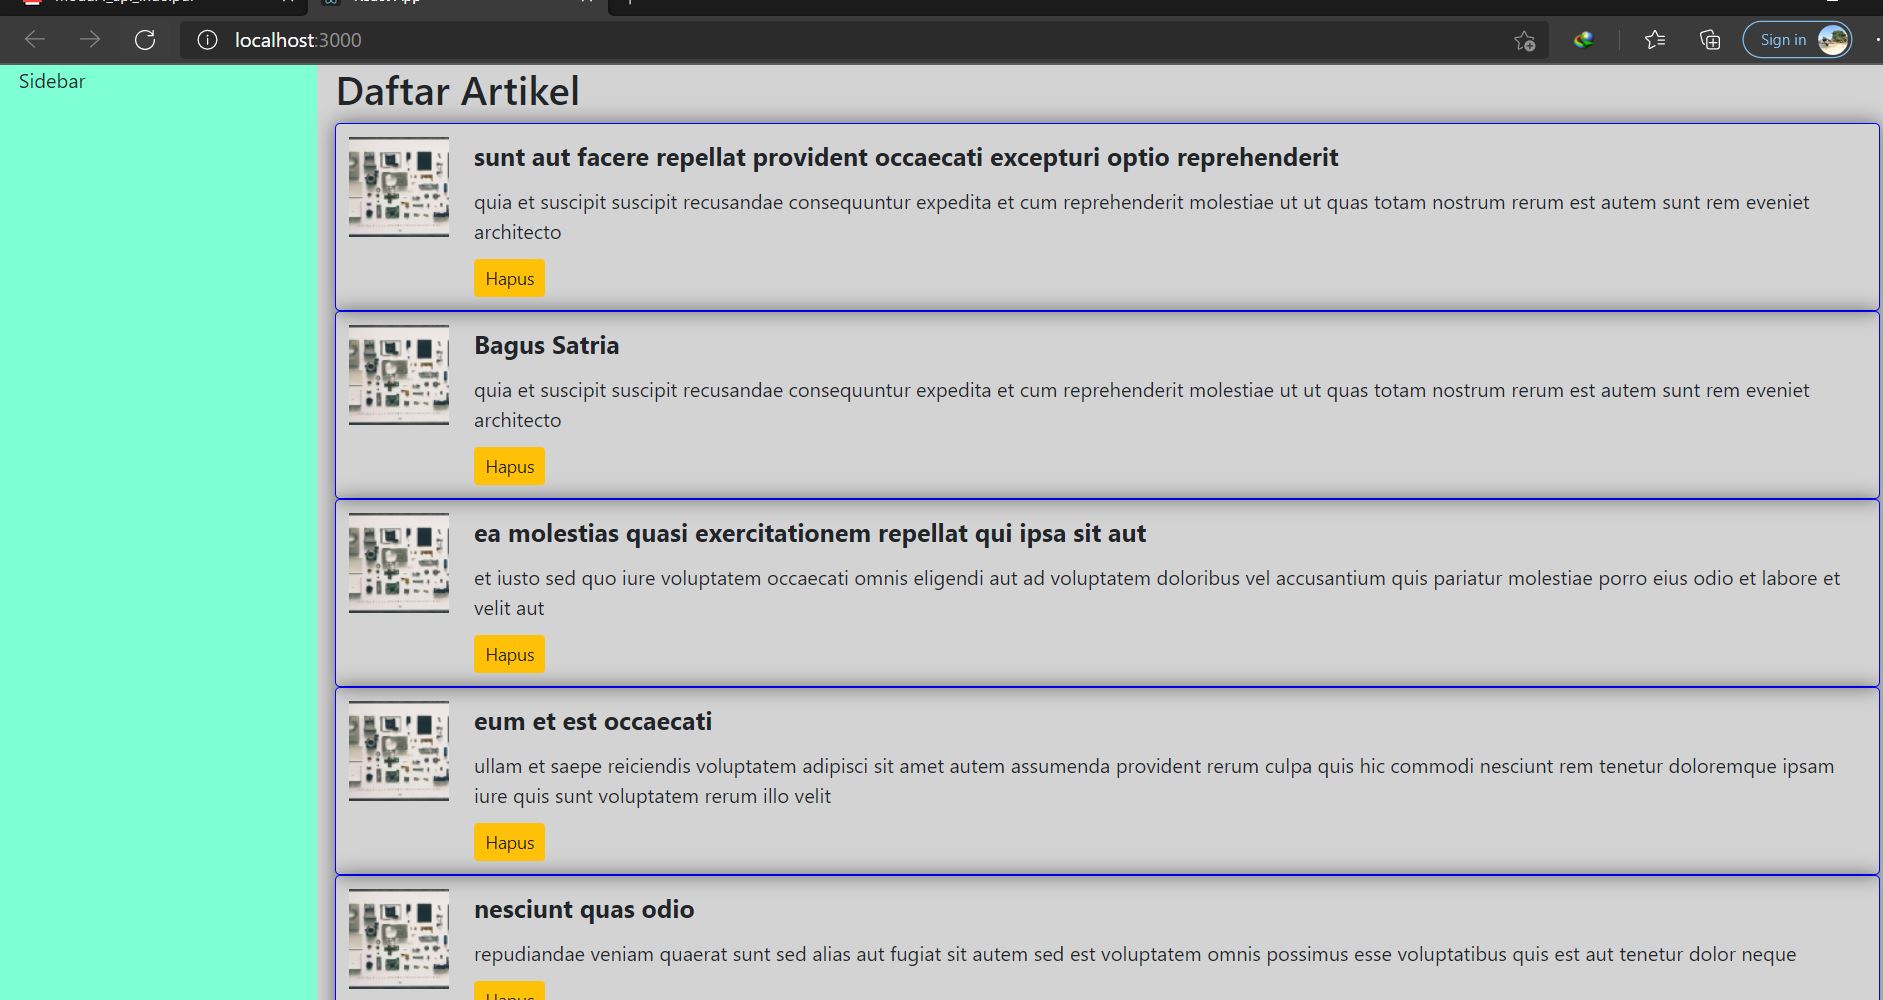 localhost:3000
Sign in
Sidebar
Daftar Artikel
sunt aut facere repellat provident occaecati excepturi optio reprehenderit
quia et suscipit suscipit recusandae consequuntur expedita et cum reprehenderit molestiae ut ut quas totam nostrum rerum est autem sunt rem eveniet
architecto
Hapus
Bagus Satria
quia et suscipit suscipit recusandae consequuntur expedita et cum reprehenderit molestiae ut ut quas totam nostrum rerum est autem sunt rem eveniet
architecto
Hapus
ea molestias quasi exercitationem repellat qui ipsa sit aut
et iusto sed quo iure voluptatem occaecati omnis eligendi aut ad voluptatem doloribus vel accusantium quis pariatur molestiae porro eius odio et labore et
velit aut
Hapus
eum et est occaecati
ullam et saepe reiciendis voluptatem adipisci sit amet autem assumenda provident rerum culpa quis hic commodi nesciunt rem tenetur doloremque ipsam
iure quis sunt voluptatem rerum illo velit
Hapus
nesciunt quas odio
repudiandae veniam quaerat sunt sed alias aut fugiat sit autem sed est voluptatem omnis possimus esse voluptatibus quis est aut tenetur dolor neque
Hapus